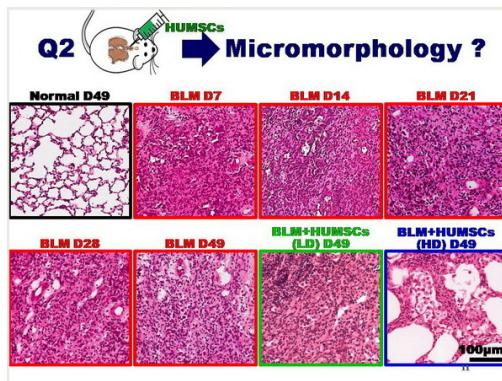 HUMSCs
Q2 Micromorphology ?
Normal D49 BLM D7 BLM D14 BLM D21
BLM D28 BLM D49 BLM+HUMSCs (LD) D49 BLM+HUMSCs (HD) D49
100μm
11